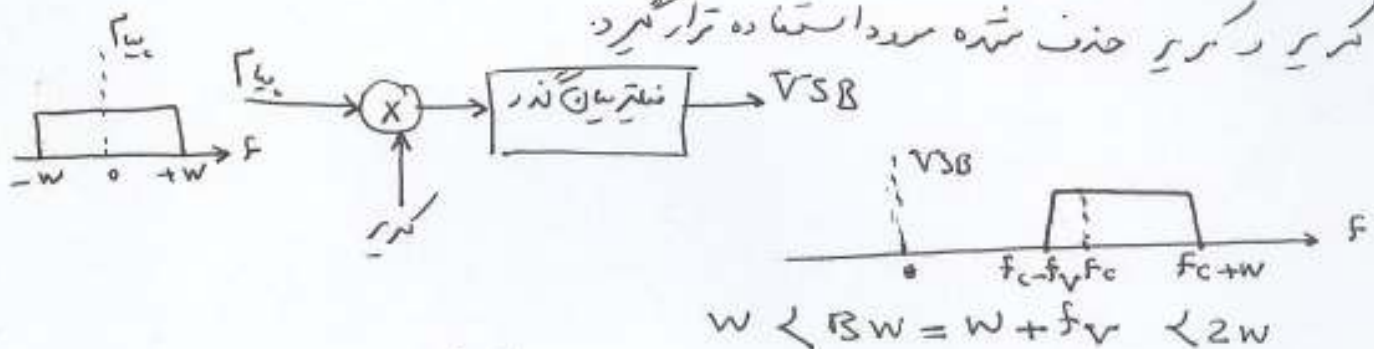 کریر و کریر حذف شده مورد استفاده قرار گیرد.
پیام
پیام
X
فیلتر میان گذر
VSB
-W 0 +W f
کریر
VSB
0 fc-fv fc fc+W f
W < BW = W + fv < 2W